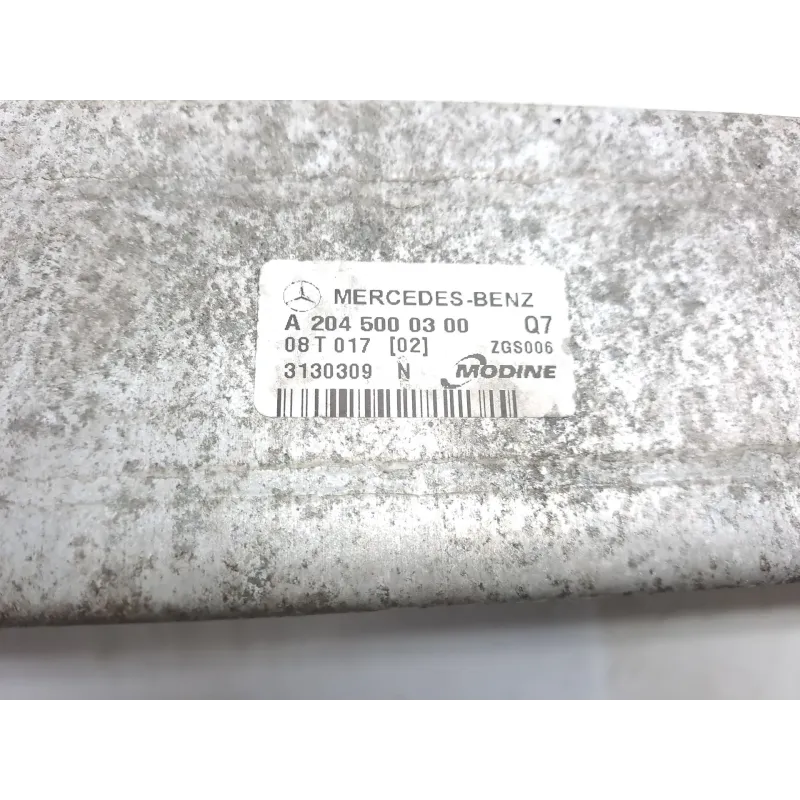 MERCEDES-BENZ
A 204 500 03 00 Q7
08 T 017 [02] ZGS006
3130309 N MODINE